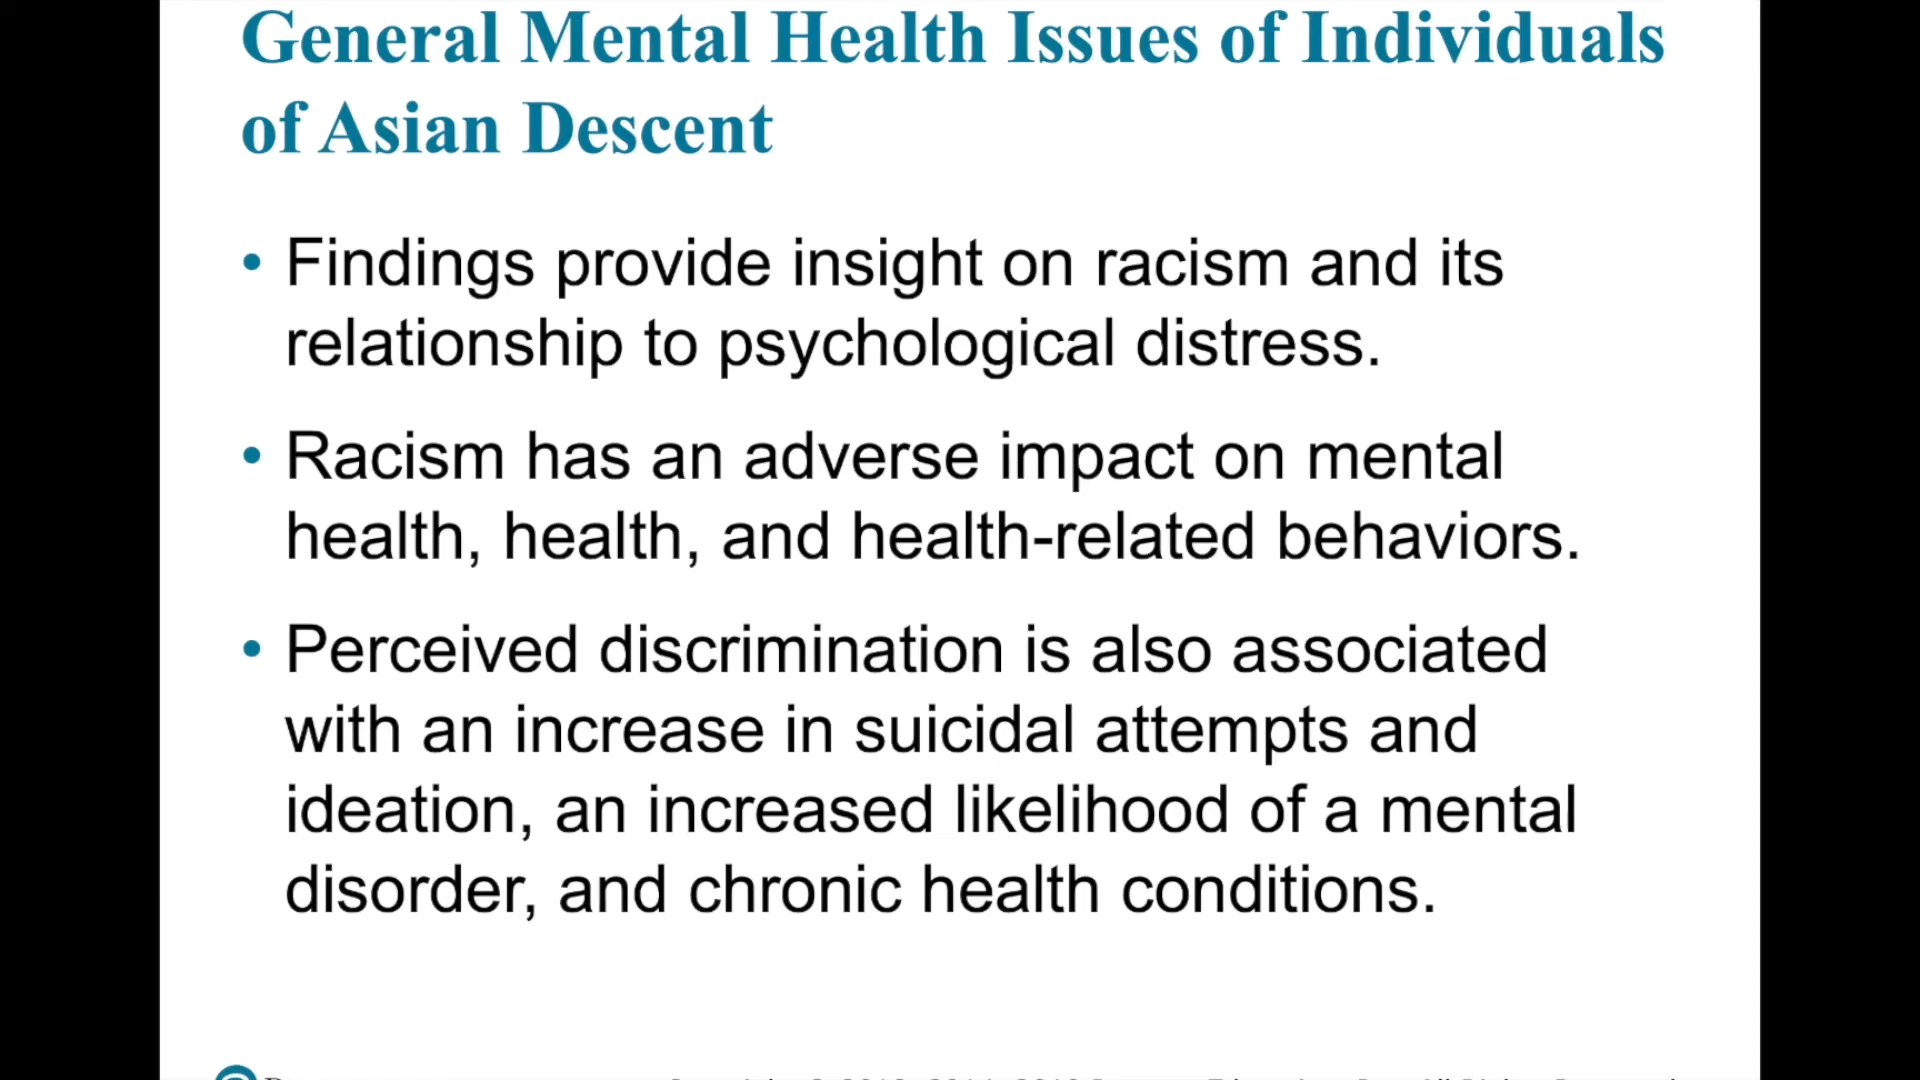 General Mental Health Issues of Individuals
of Asian Descent
• Findings provide insight on racism and its
relationship to psychological distress.
• Racism has an adverse impact on mental
health, health, and health-related behaviors.
• Perceived discrimination is also associated
with an increase in suicidal attempts and
ideation, an increased likelihood of a mental
disorder, and chronic health conditions.